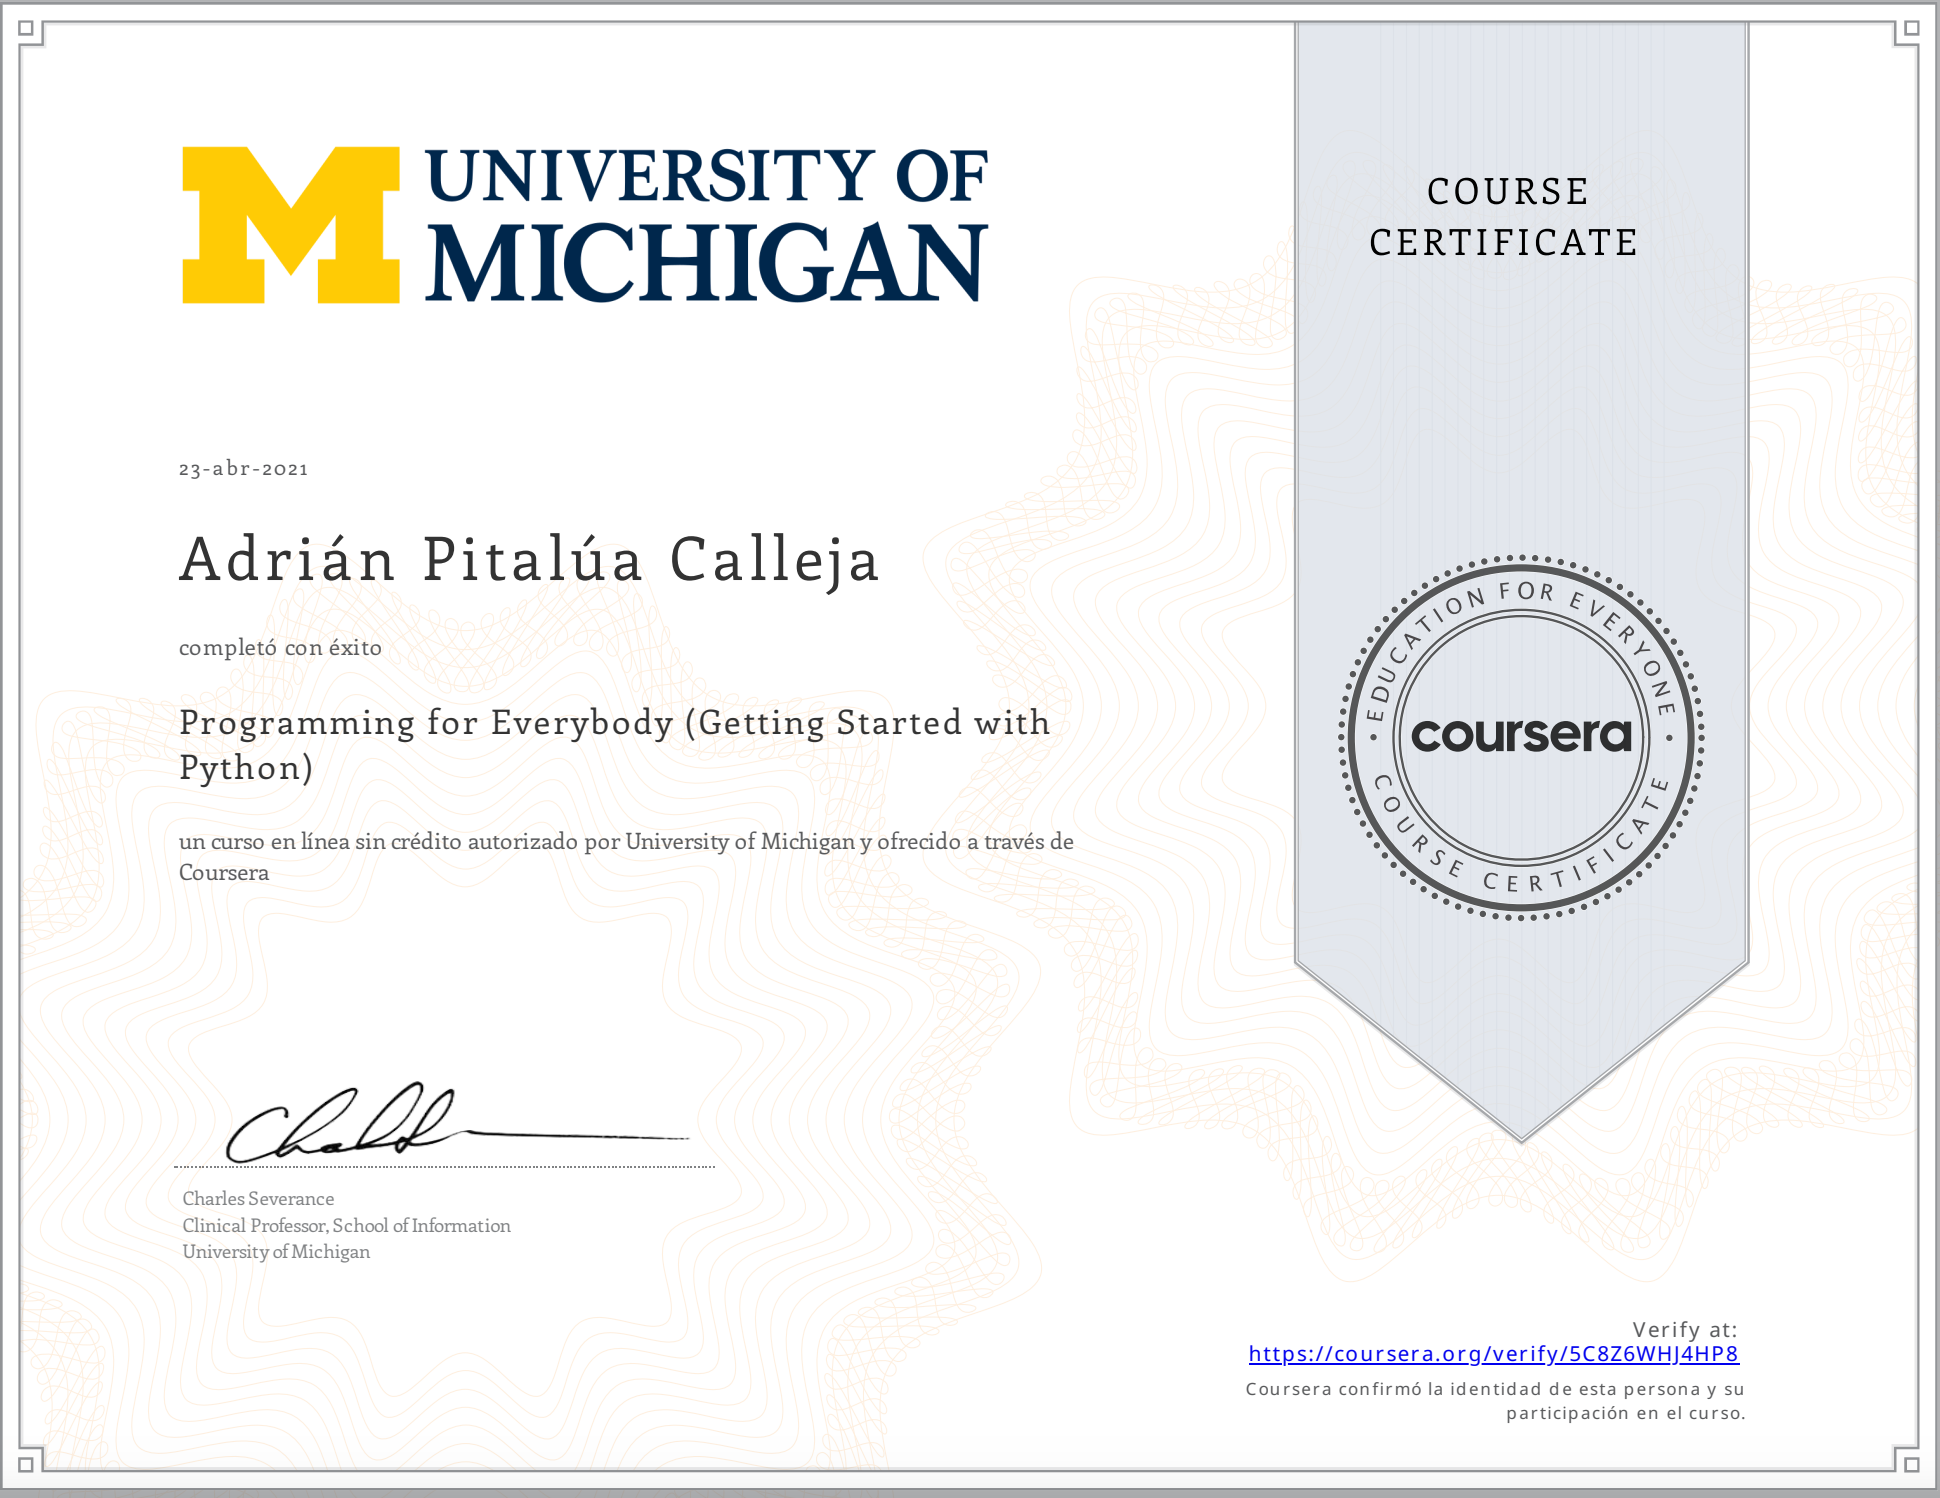 UNIVERSITY OF
MICHIGAN
COURSE
CERTIFICATE
23-abr-2021
Adrián Pitalúa Calleja
completó con éxito
Programming for Everybody (Getting Started with
Python)
un curso en línea sin crédito autorizado por University of Michigan y ofrecido a través de
Coursera
EDUCATION FOR EVERYONE
coursera
COURSE CERTIFICATE
Charles Severance
Clinical Professor, School of Information
University of Michigan
Verify at:
https://coursera.org/verify/5C8Z6WHJ4HP8
Coursera confirmó la identidad de esta persona y su
participación en el curso.